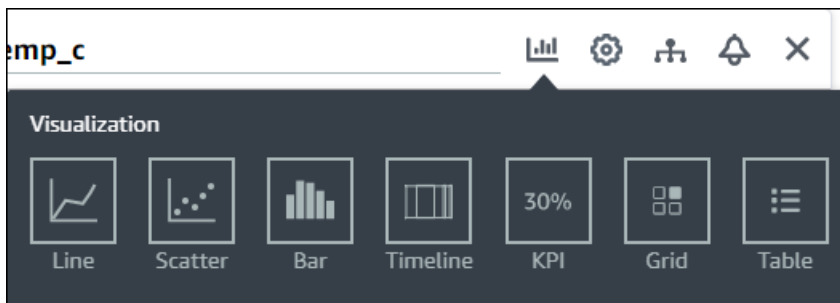 emp_c
Visualization
30%
Line Scatter Bar Timeline KPI Grid Table